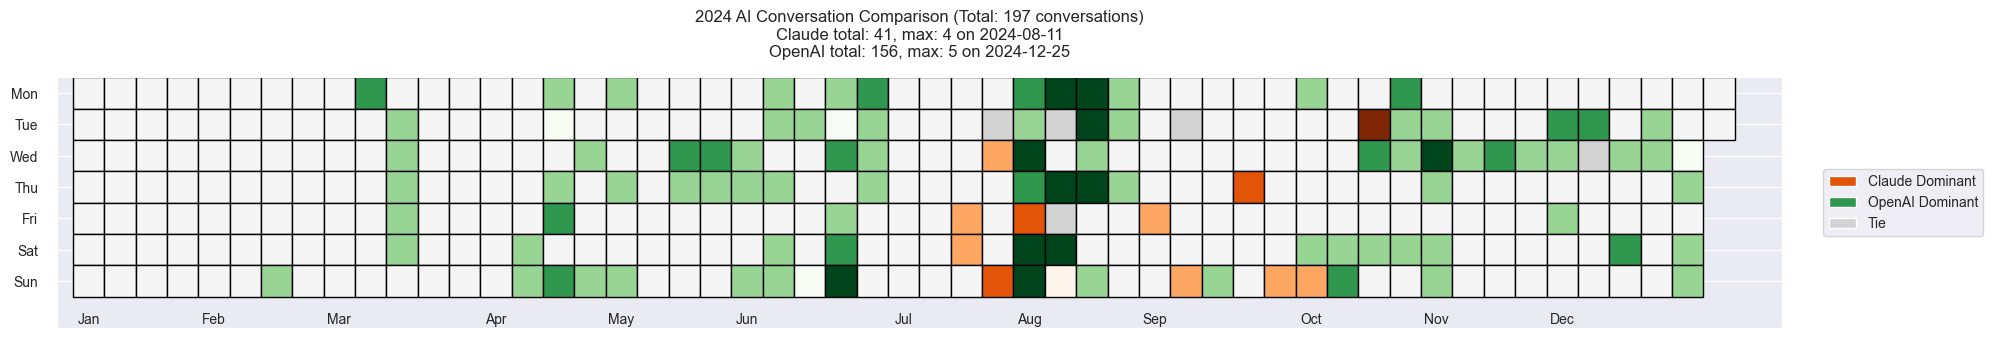 2024 AI Conversation Comparison (Total: 197 conversations)
Claude total: 41, max: 4 on 2024-08-11
OpenAI total: 156, max: 5 on 2024-12-25
Mon
Tue
Wed
Thu
Fri
Sat
Sun
Jan Feb Mar Apr May Jun Jul Aug Sep Oct Nov Dec
Claude Dominant
OpenAI Dominant
Tie